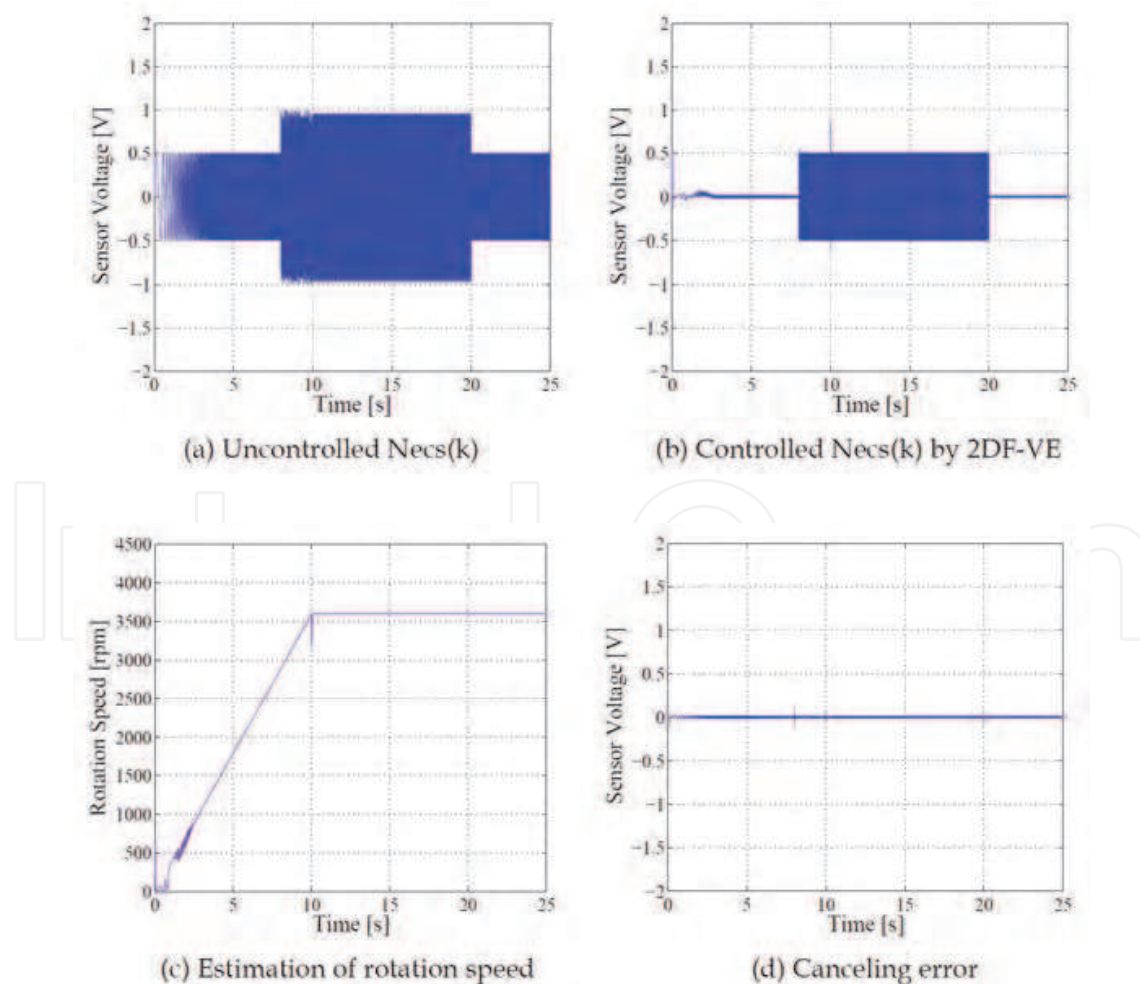 2
1.5
1
0.5
0
−0.5
−1
−1.5
−2
Sensor Voltage [V]
0 5 10 15 20 25
Time [s]
(a) Uncontrolled Necs(k)
2
1.5
1
0.5
0
−0.5
−1
−1.5
−2
Sensor Voltage [V]
0 5 10 15 20 25
Time [s]
(b) Controlled Necs(k) by 2DF-VE
4500
4000
3500
3000
2500
2000
1500
1000
500
0
Rotation Speed [rpm]
0 5 10 15 20 25
Time [s]
(c) Estimation of rotation speed
2
1.5
1
0.5
0
−0.5
−1
−1.5
−2
Sensor Voltage [V]
0 5 10 15 20 25
Time [s]
(d) Canceling error